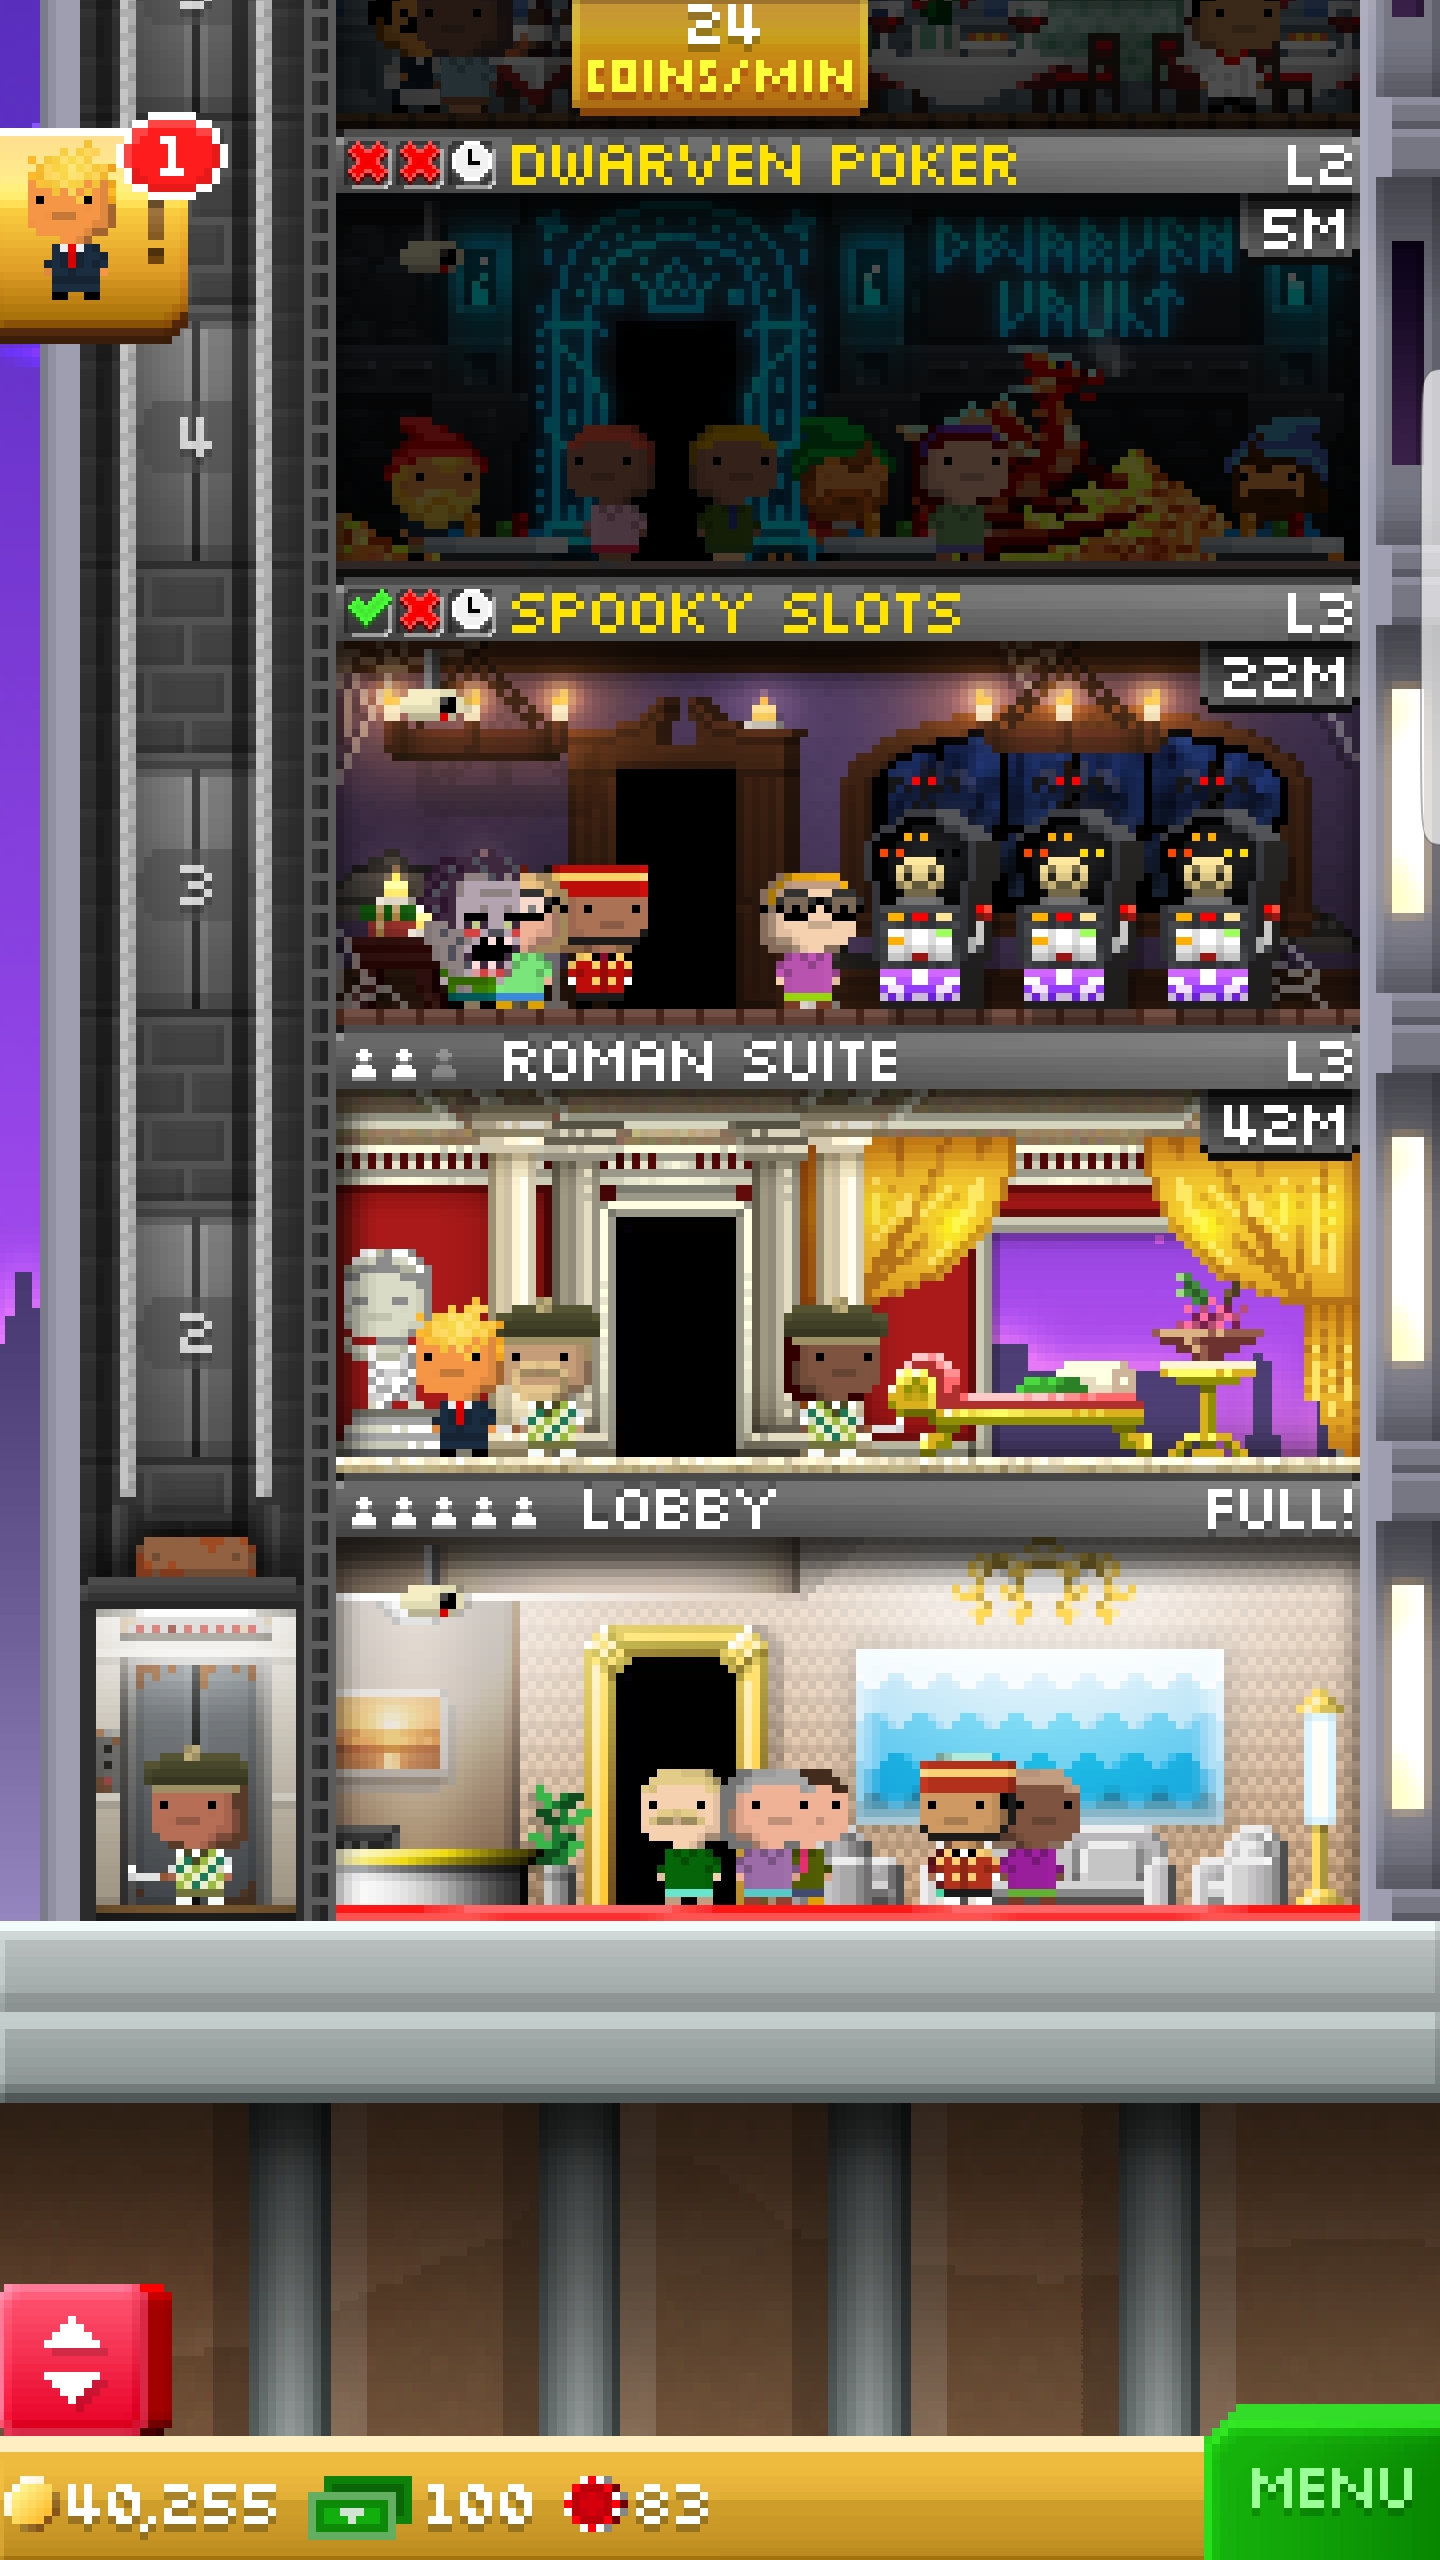 24
COINS/MIN
1
!
DWARVEN POKER
L2
5M
DWARVEN
VAULT
4
SPOOKY SLOTS
L3
22M
3
ROMAN SUITE
L3
42M
2
LOBBY
FULL!
40,255
100
83
MENU